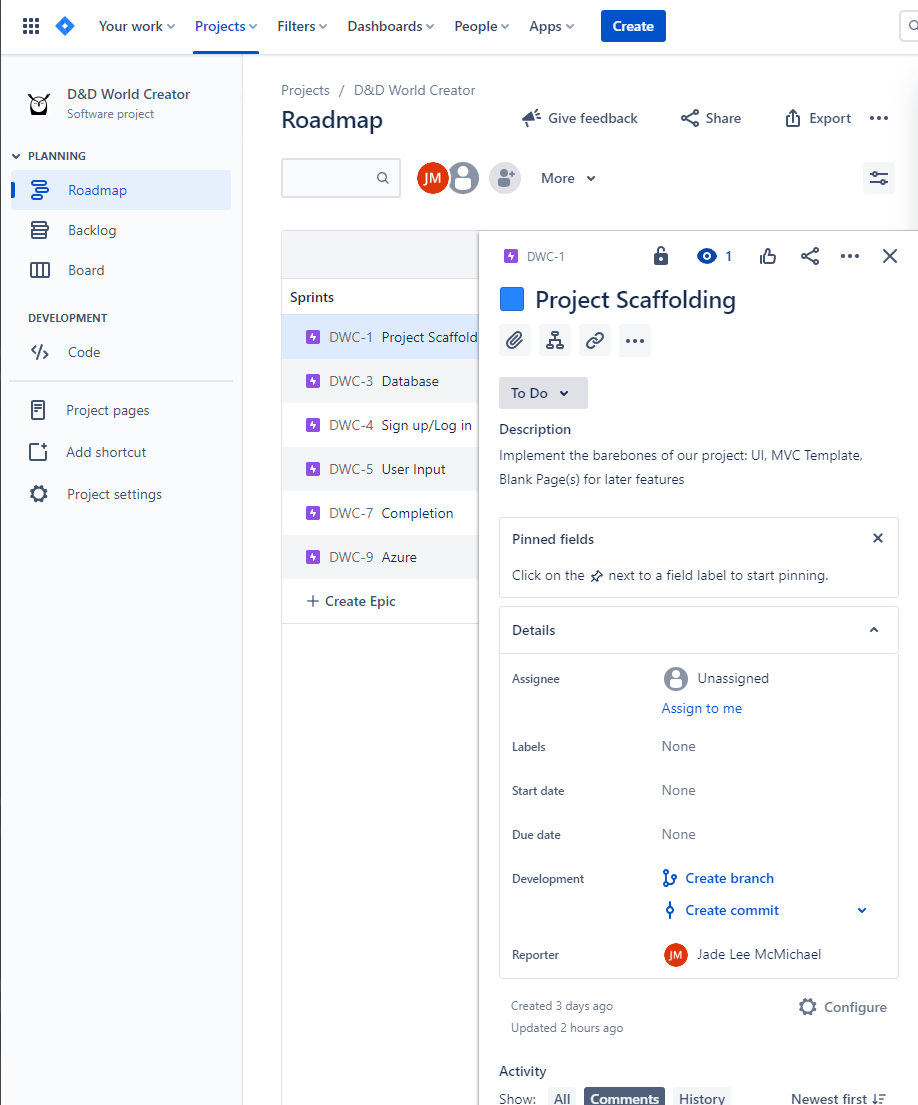 Your work Projects Filters Dashboards People Apps Create
D&D World Creator
Software project
PLANNING
Roadmap
Backlog
Board
DEVELOPMENT
Code
Project pages
Add shortcut
Project settings
Projects / D&D World Creator
Roadmap
Give feedback Share Export
JM More
Sprints
DWC-1 Project Scaffold
DWC-3 Database
DWC-4 Sign up/Log in
DWC-5 User Input
DWC-7 Completion
DWC-9 Azure
+ Create Epic
DWC-1 1
Project Scaffolding
To Do
Description
Implement the barebones of our project: UI, MVC Template,
Blank Page(s) for later features
Pinned fields
Click on the next to a field label to start pinning.
Details
Assignee Unassigned
Assign to me
Labels None
Start date None
Due date None
Development Create branch
Create commit
Reporter JM Jade Lee McMichael
Created 3 days ago Configure
Updated 2 hours ago
Activity
Show: All Comments History Newest first